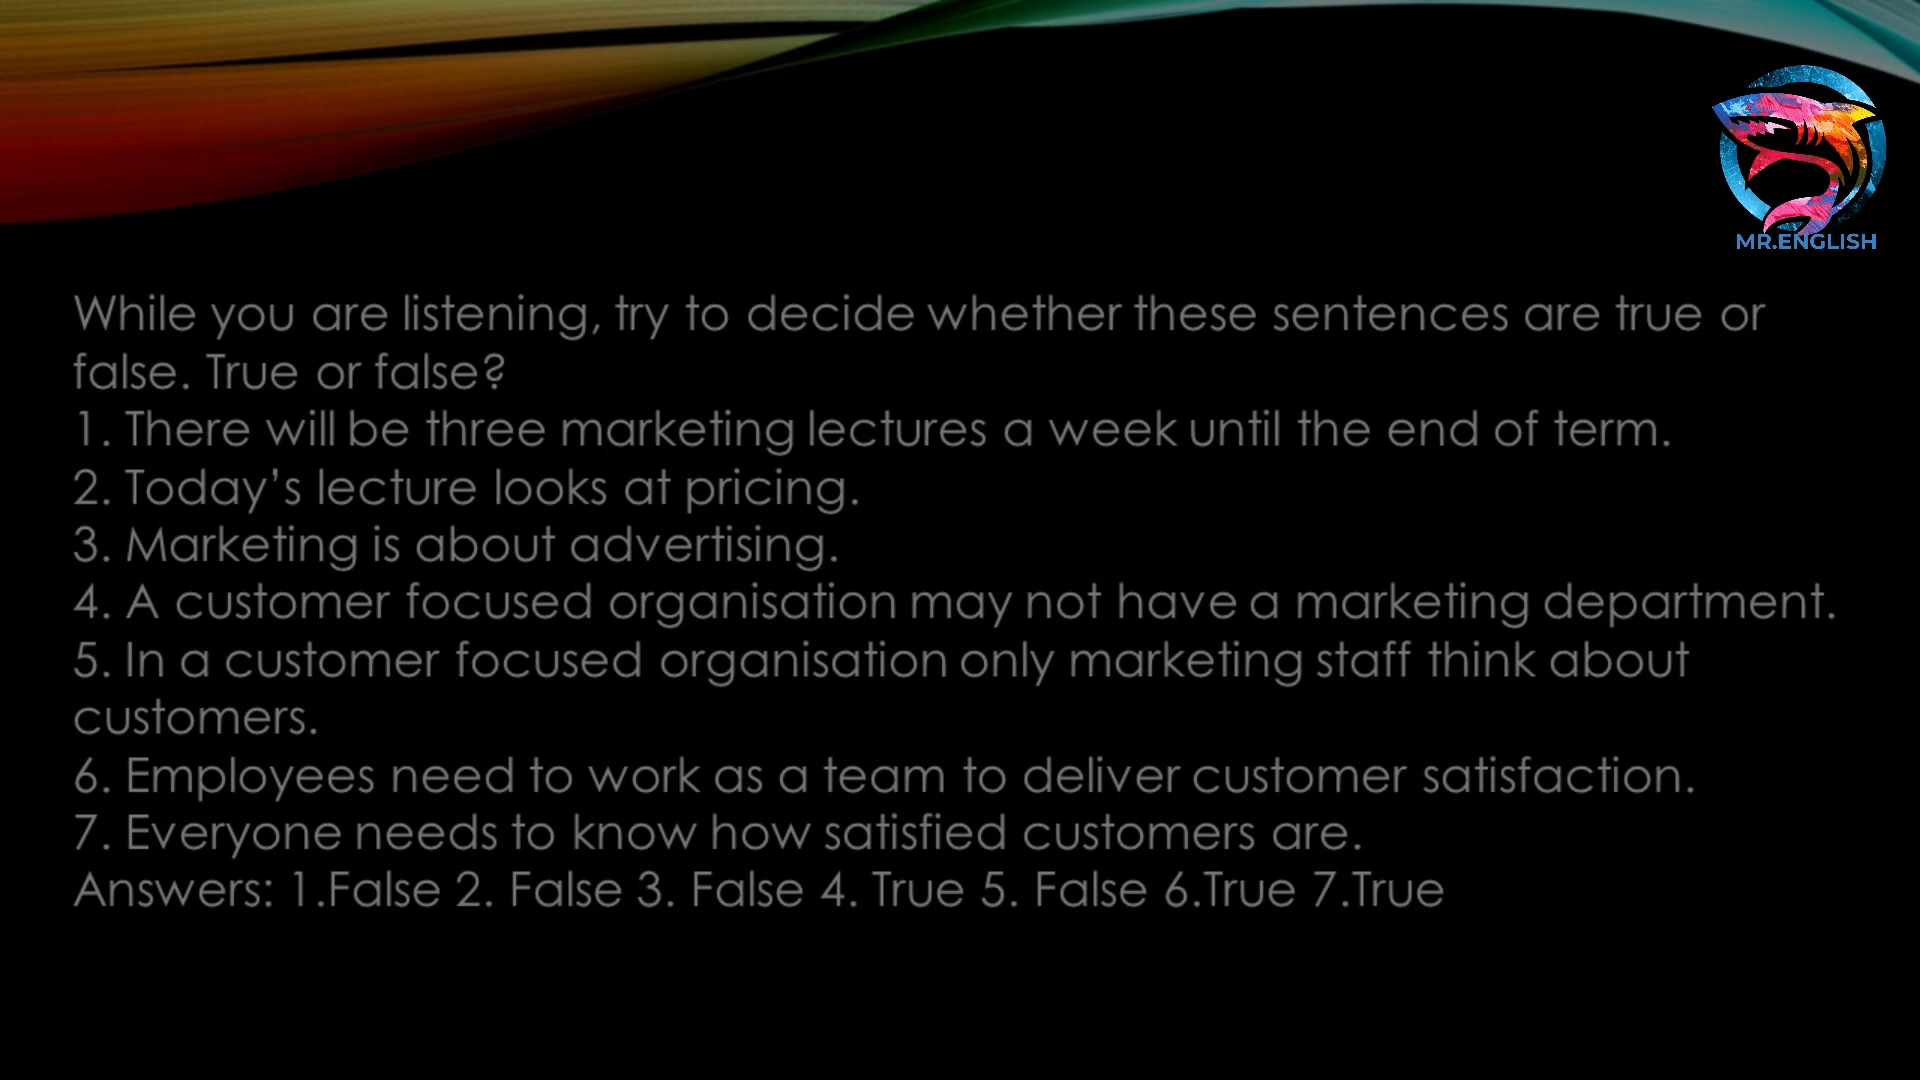 MR.ENGLISH
While you are listening, try to decide whether these sentences are true or
false. True or false?
1. There will be three marketing lectures a week until the end of term.
2. Today’s lecture looks at pricing.
3. Marketing is about advertising.
4. A customer focused organisation may not have a marketing department.
5. In a customer focused organisation only marketing staff think about
customers.
6. Employees need to work as a team to deliver customer satisfaction.
7. Everyone needs to know how satisfied customers are.
Answers: 1.False 2. False 3. False 4. True 5. False 6.True 7.True